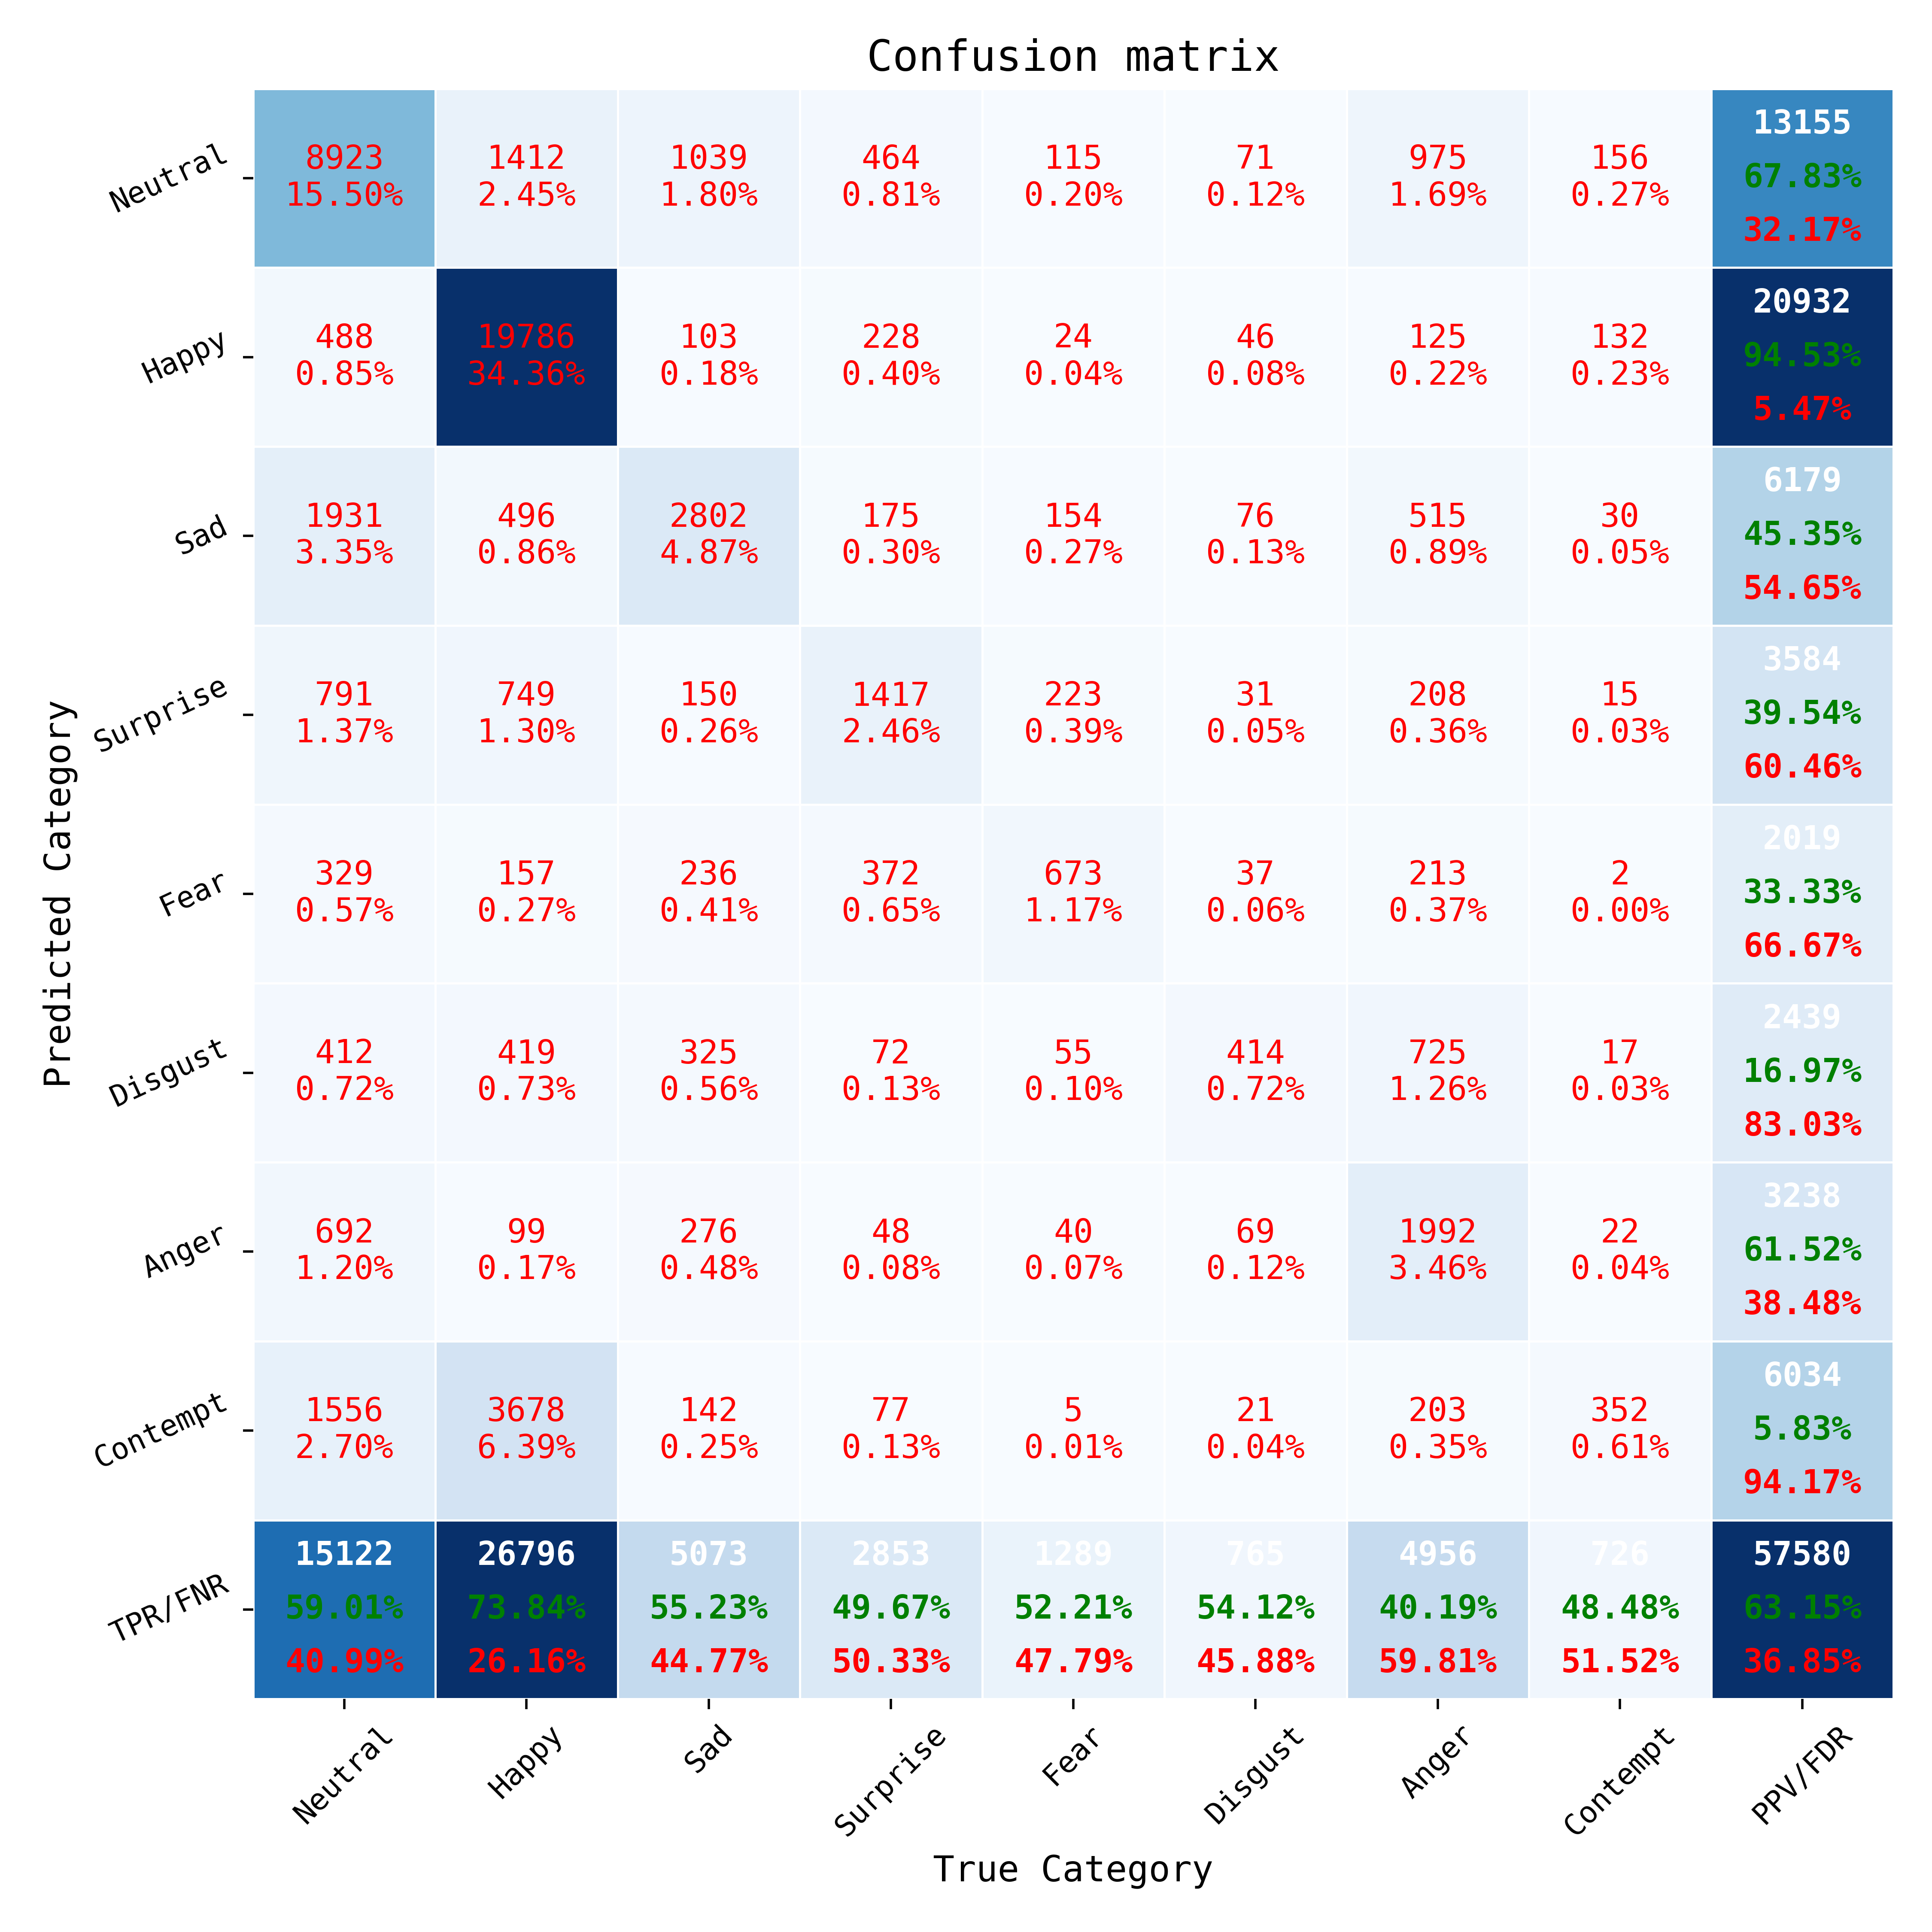 Confusion matrix
Predicted Category
Neutral
8923 1412 1039 464 115 71 975 156 13155
15.50% 2.45% 1.80% 0.81% 0.20% 0.12% 1.69% 0.27% 67.83%
32.17%
Happy
488 19786 103 228 24 46 125 132 20932
0.85% 34.36% 0.18% 0.40% 0.04% 0.08% 0.22% 0.23% 94.53%
5.47%
Sad
1931 496 2802 175 154 76 515 30 6179
3.35% 0.86% 4.87% 0.30% 0.27% 0.13% 0.89% 0.05% 45.35%
54.65%
Surprise
791 749 150 1417 223 31 208 15 3584
1.37% 1.30% 0.26% 2.46% 0.39% 0.05% 0.36% 0.03% 39.54%
60.46%
Fear
329 157 236 372 673 37 213 2 2019
0.57% 0.27% 0.41% 0.65% 1.17% 0.06% 0.37% 0.00% 33.33%
66.67%
Disgust
412 419 325 72 55 414 725 17 2439
0.72% 0.73% 0.56% 0.13% 0.10% 0.72% 1.26% 0.03% 16.97%
83.03%
Anger
692 99 276 48 40 69 1992 22 3238
1.20% 0.17% 0.48% 0.08% 0.07% 0.12% 3.46% 0.04% 61.52%
38.48%
Contempt
1556 3678 142 77 5 21 203 352 6034
2.70% 6.39% 0.25% 0.13% 0.01% 0.04% 0.35% 0.61% 5.83%
94.17%
TPR/FNR
15122 26796 5073 2853 1289 765 4956 726 57580
59.01% 73.84% 55.23% 49.67% 52.21% 54.12% 40.19% 48.48% 63.15%
40.99% 26.16% 44.77% 50.33% 47.79% 45.88% 59.81% 51.52% 36.85%
Neutral Happy Sad Surprise Fear Disgust Anger Contempt PPV/FDR
True Category